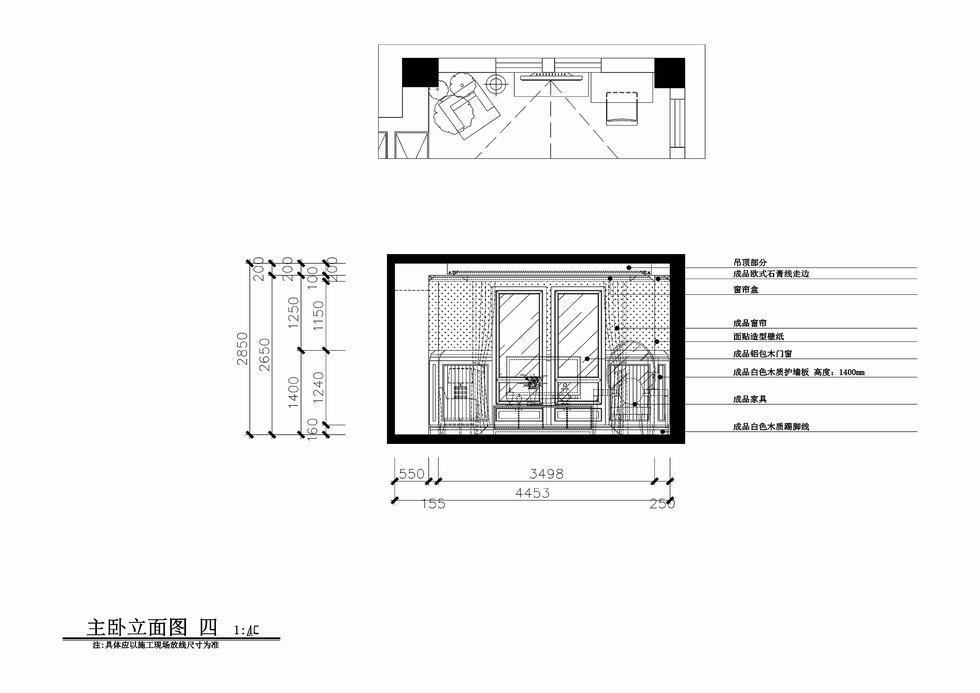 吊顶部分
成品欧式石膏线走边
窗帘盒
成品窗帘
面贴造型壁纸
成品铝包木门窗
成品白色木质护墙板 高度：1400mm
成品家具
成品白色木质踢脚线
200
200
100
200
2850
2650
1250
1150
1400
1240
160
550
3498
4453
155
250
主卧立面图 四
注:具体应以施工现场放线尺寸为准